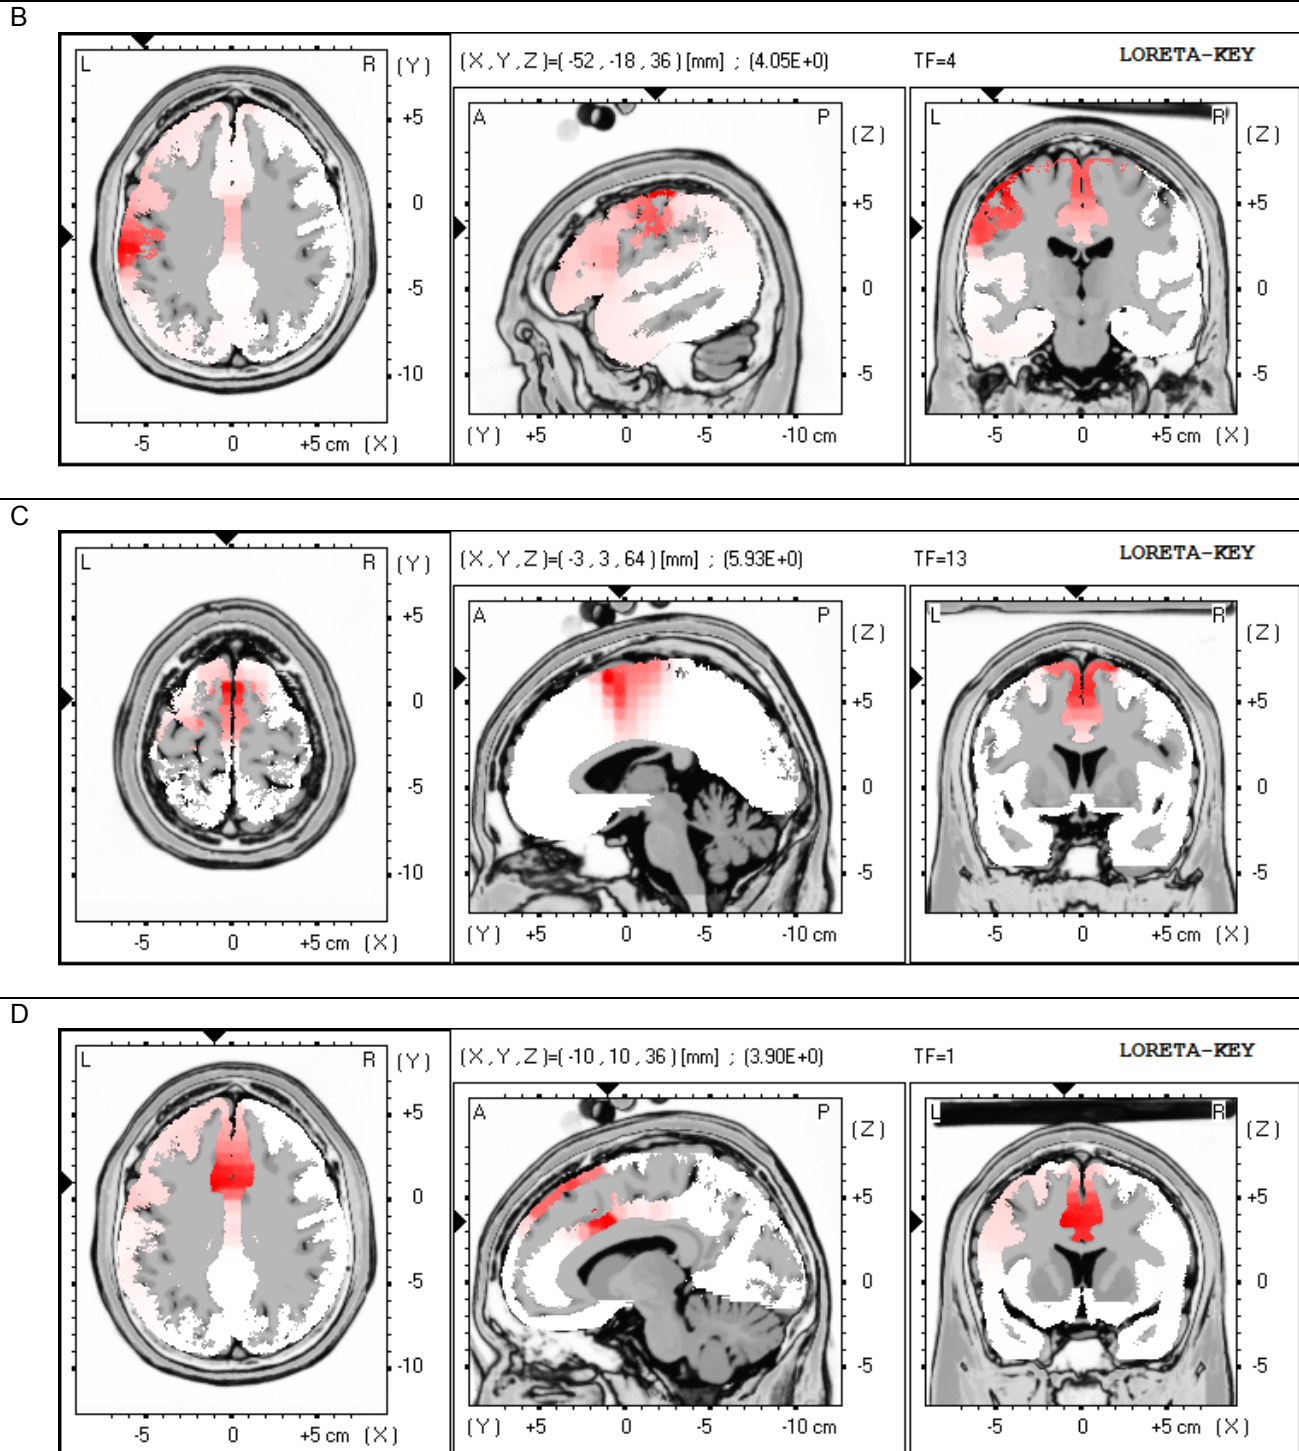 B
L R (Y)
+5
0
-5
-10
-5 0 +5 cm (X)
(X,Y,Z)=(-52,-18,36)[mm] ; (4.05E+0) TF=4 LORETA-KEY
A P (Z)
+5
0
-5
(Y) +5 0 -5 -10 cm
L R (Z)
+5
0
-5
-5 0 +5 cm (X)
C
L R (Y)
+5
0
-5
-10
-5 0 +5 cm (X)
(X,Y,Z)=(-3,3,64)[mm] ; (5.93E+0) TF=13 LORETA-KEY
A P (Z)
+5
0
-5
(Y) +5 0 -5 -10 cm
L R (Z)
+5
0
-5
-5 0 +5 cm (X)
D
L R (Y)
+5
0
-5
-10
-5 0 +5 cm (X)
(X,Y,Z)=(-10,10,36)[mm] ; (3.90E+0) TF=1 LORETA-KEY
A P (Z)
+5
0
-5
(Y) +5 0 -5 -10 cm
L R (Z)
+5
0
-5
-5 0 +5 cm (X)